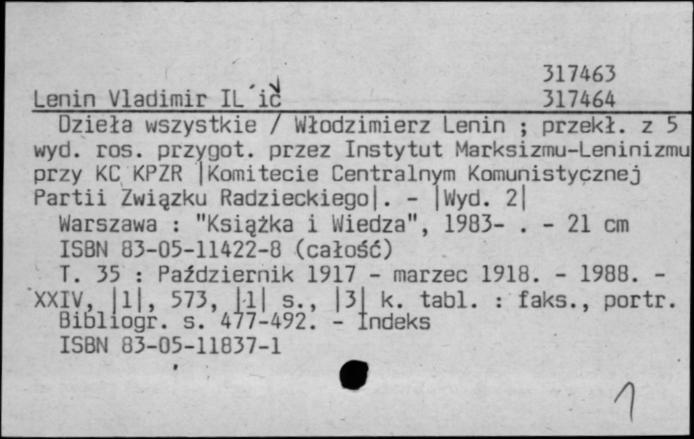 317463
Lenin Vladimir IL´ič 317464
Dzieła wszystkie / Włodzimierz Lenin ; przekł. z 5
wyd. ros. przygot. przez Instytut Marksizmu-Leninizmu
przy KC KPZR |Komitecie Centralnym Komunistycznej
Partii Związku Radzieckiego|. - |Wyd. 2|
Warszawa : "Książka i Wiedza", 1983- . - 21 cm
ISBN 83-05-11422-8 (całość)
T. 35 : Październik 1917 - marzec 1918. - 1988. -
XXIV, |1|, 573, |1| s., |3| k. tabl. : faks., portr.
Bibliogr. s. 477-492. - Indeks
ISBN 83-05-11837-1
1